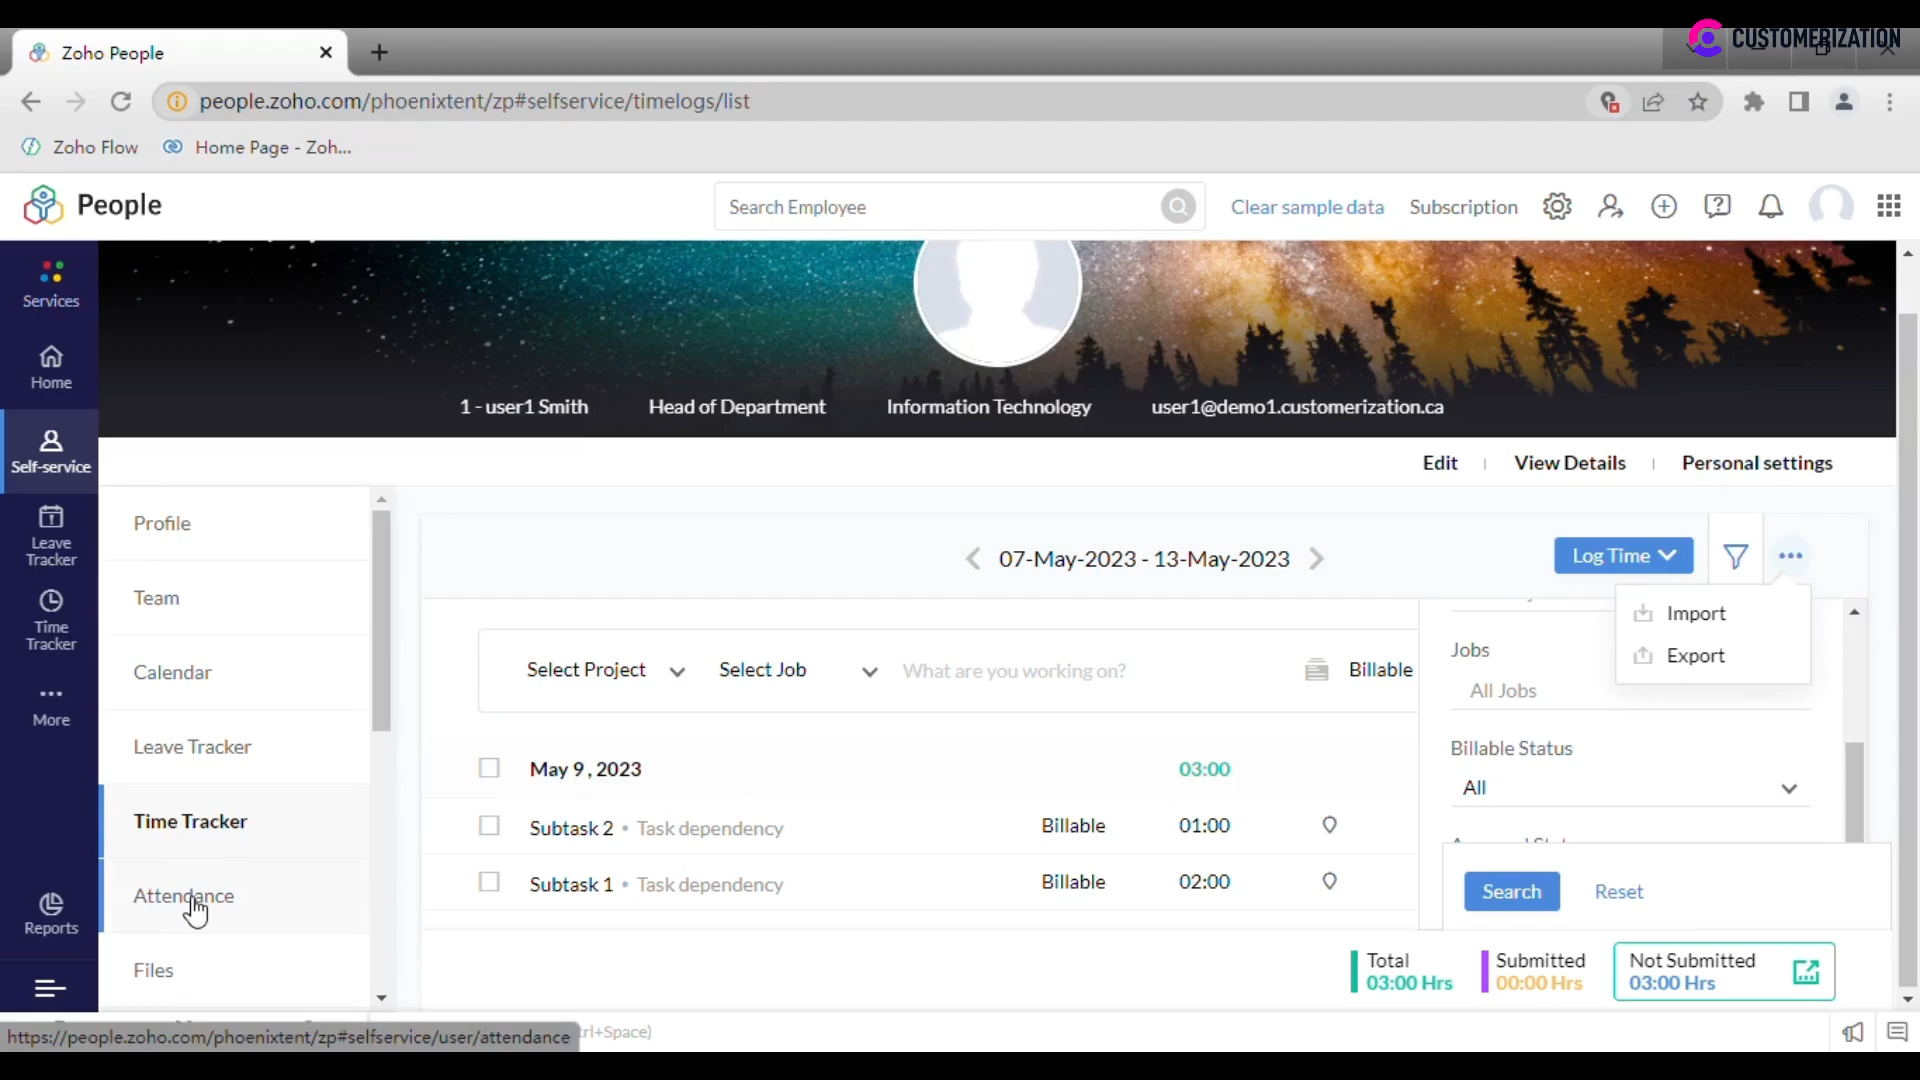 CUSTOMERIZATION
Zoho People
people.zoho.com/phoenixtent/zp#selfservice/timelogs/list
Zoho Flow
Home Page - Zoh...
People
Search Employee
Clear sample data
Subscription
Services
Home
Self-service
Leave
Tracker
Time
Tracker
More
Reports
1 - user1 Smith
Head of Department
Information Technology
user1@demo1.customerization.ca
Edit
View Details
Personal settings
Profile
Team
Calendar
Leave Tracker
Time Tracker
Attendance
Files
07-May-2023 - 13-May-2023
Log Time
Import
Export
Select Project
Select Job
What are you working on?
Billable
Jobs
All Jobs
Billable Status
All
May 9 , 2023
03:00
Subtask 2 • Task dependency
Billable
01:00
Subtask 1 • Task dependency
Billable
02:00
Search
Reset
Total
03:00 Hrs
Submitted
00:00 Hrs
Not Submitted
03:00 Hrs
https://people.zoho.com/phoenixtent/zp#selfservice/user/attendance
trl+Space)